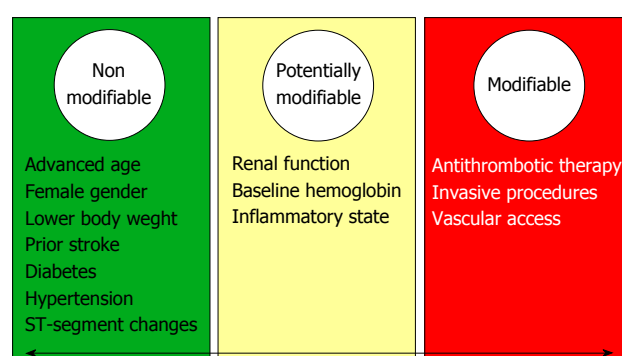 Non
modifiable
Advanced age
Female gender
Lower body weght
Prior stroke
Diabetes
Hypertension
ST-segment changes
Potentially
modifiable
Renal function
Baseline hemoglobin
Inflammatory state
Modifiable
Antithrombotic therapy
Invasive procedures
Vascular access